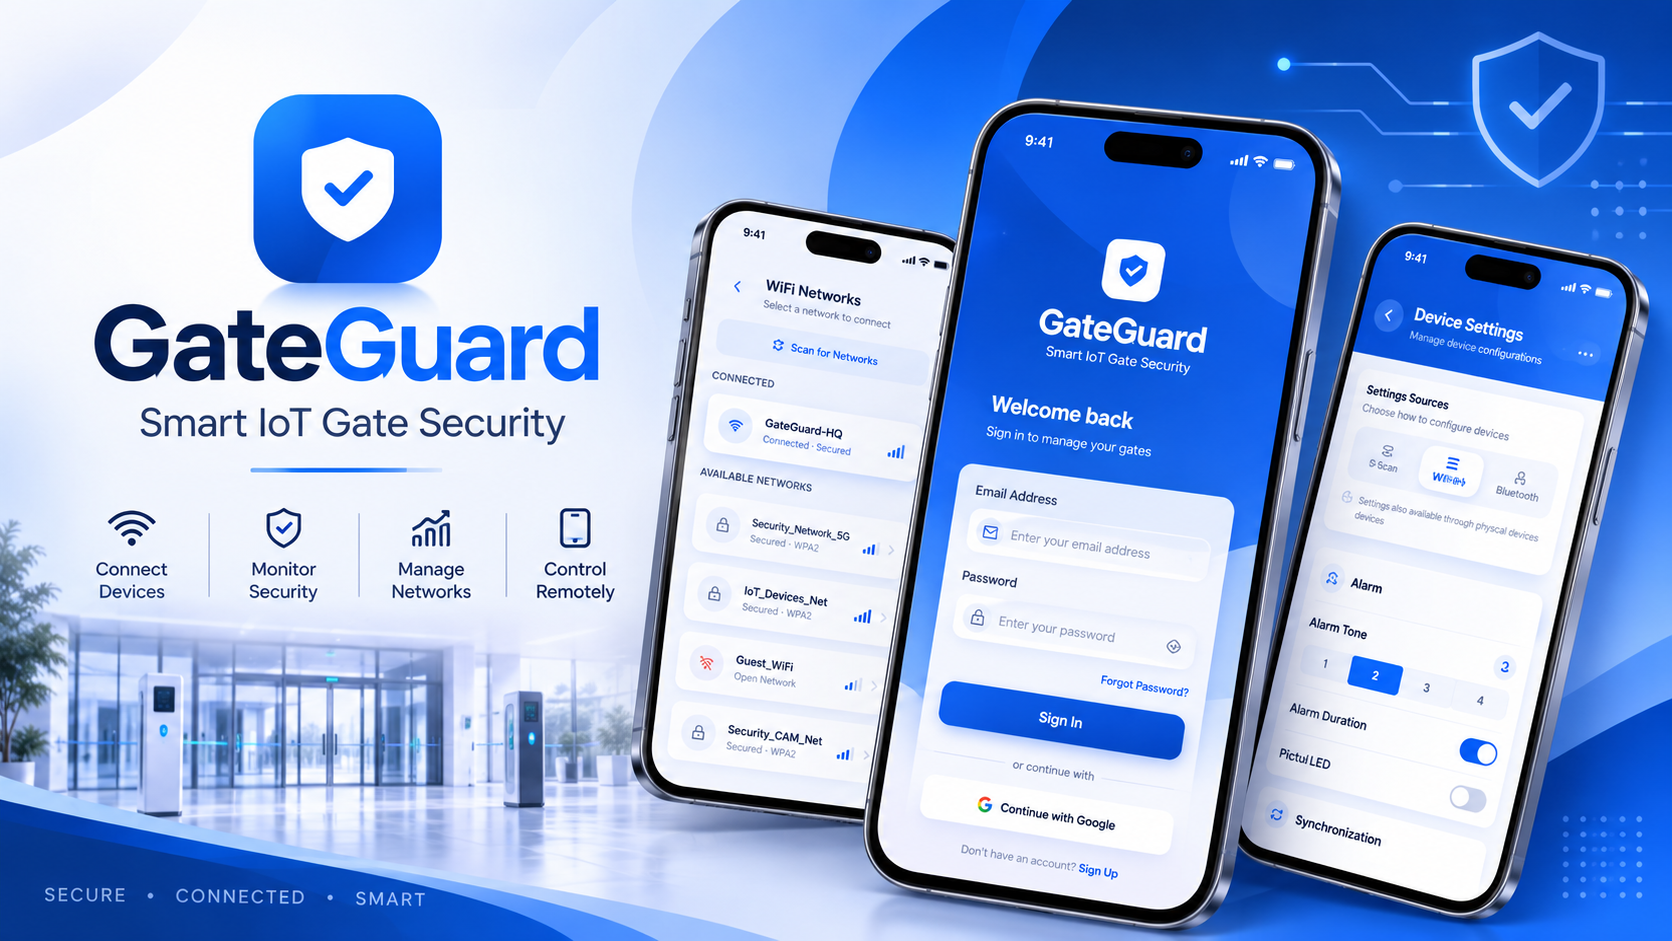 GateGuard
Smart IoT Gate Security
Connect
Devices
Monitor
Security
Manage
Networks
Control
Remotely
SECURE • CONNECTED • SMART
9:41
WiFi Networks
Select a network to connect
Scan for Networks
CONNECTED
GateGuard-HQ
Connected · Secured
AVAILABLE NETWORKS
Security_Network_5G
Secured · WPA2
IoT_Devices_Net
Secured · WPA2
Guest_WiFi
Open Network
Security_CAM_Net
Secured · WPA2
9:41
GateGuard
Smart IoT Gate Security
Welcome back
Sign in to manage your gates
Email Address
Enter your email address
Password
Enter your password
Forgot Password?
Sign In
or continue with
Continue with Google
Don't have an account? Sign Up
9:41
Device Settings
Manage device configurations
Settings Sources
Choose how to configure devices
Scan
Bluetooth
Settings also available through physcal devices
devices
Alarm
Alarm Tone
2
1 2 3 4
Alarm Duration
Pictul LED
Synchronization